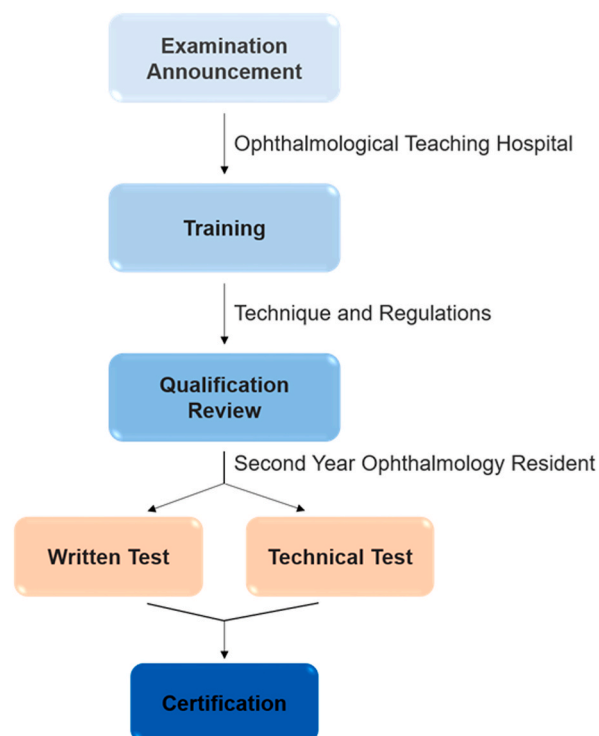 Examination
Announcement
Ophthalmological Teaching Hospital
Training
Technique and Regulations
Qualification
Review
Second Year Ophthalmology Resident
Written Test
Technical Test
Certification